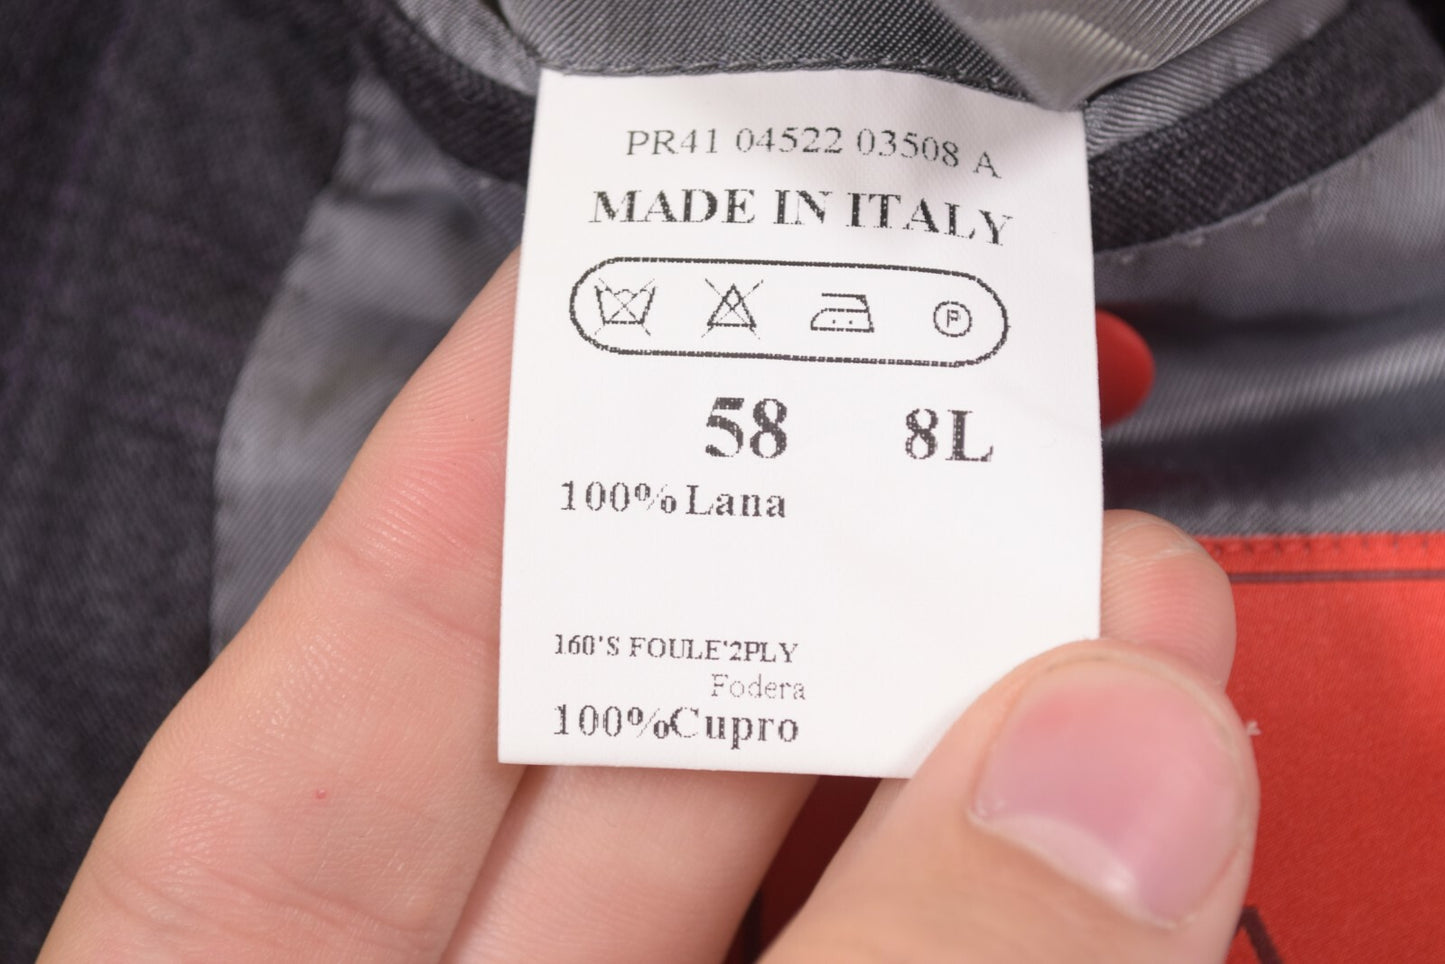 PR41 04522 03508 A
MADE IN ITALY
P
58 8L
100% Lana
160'S FOULE'2PLY
Fodera
100%Cupro